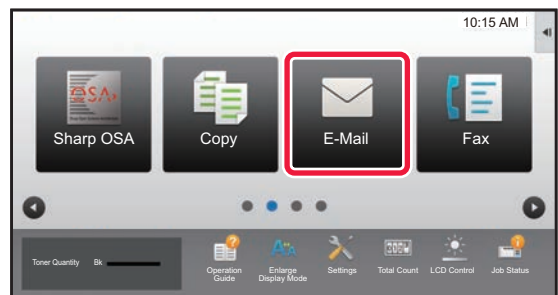 10:15 AM
OSA
Sharp OSA
Copy
E-Mail
Fax
Toner Quantity Bk
Operation Guide
Enlarge Display Mode
Settings
Total Count
LCD Control
Job Status